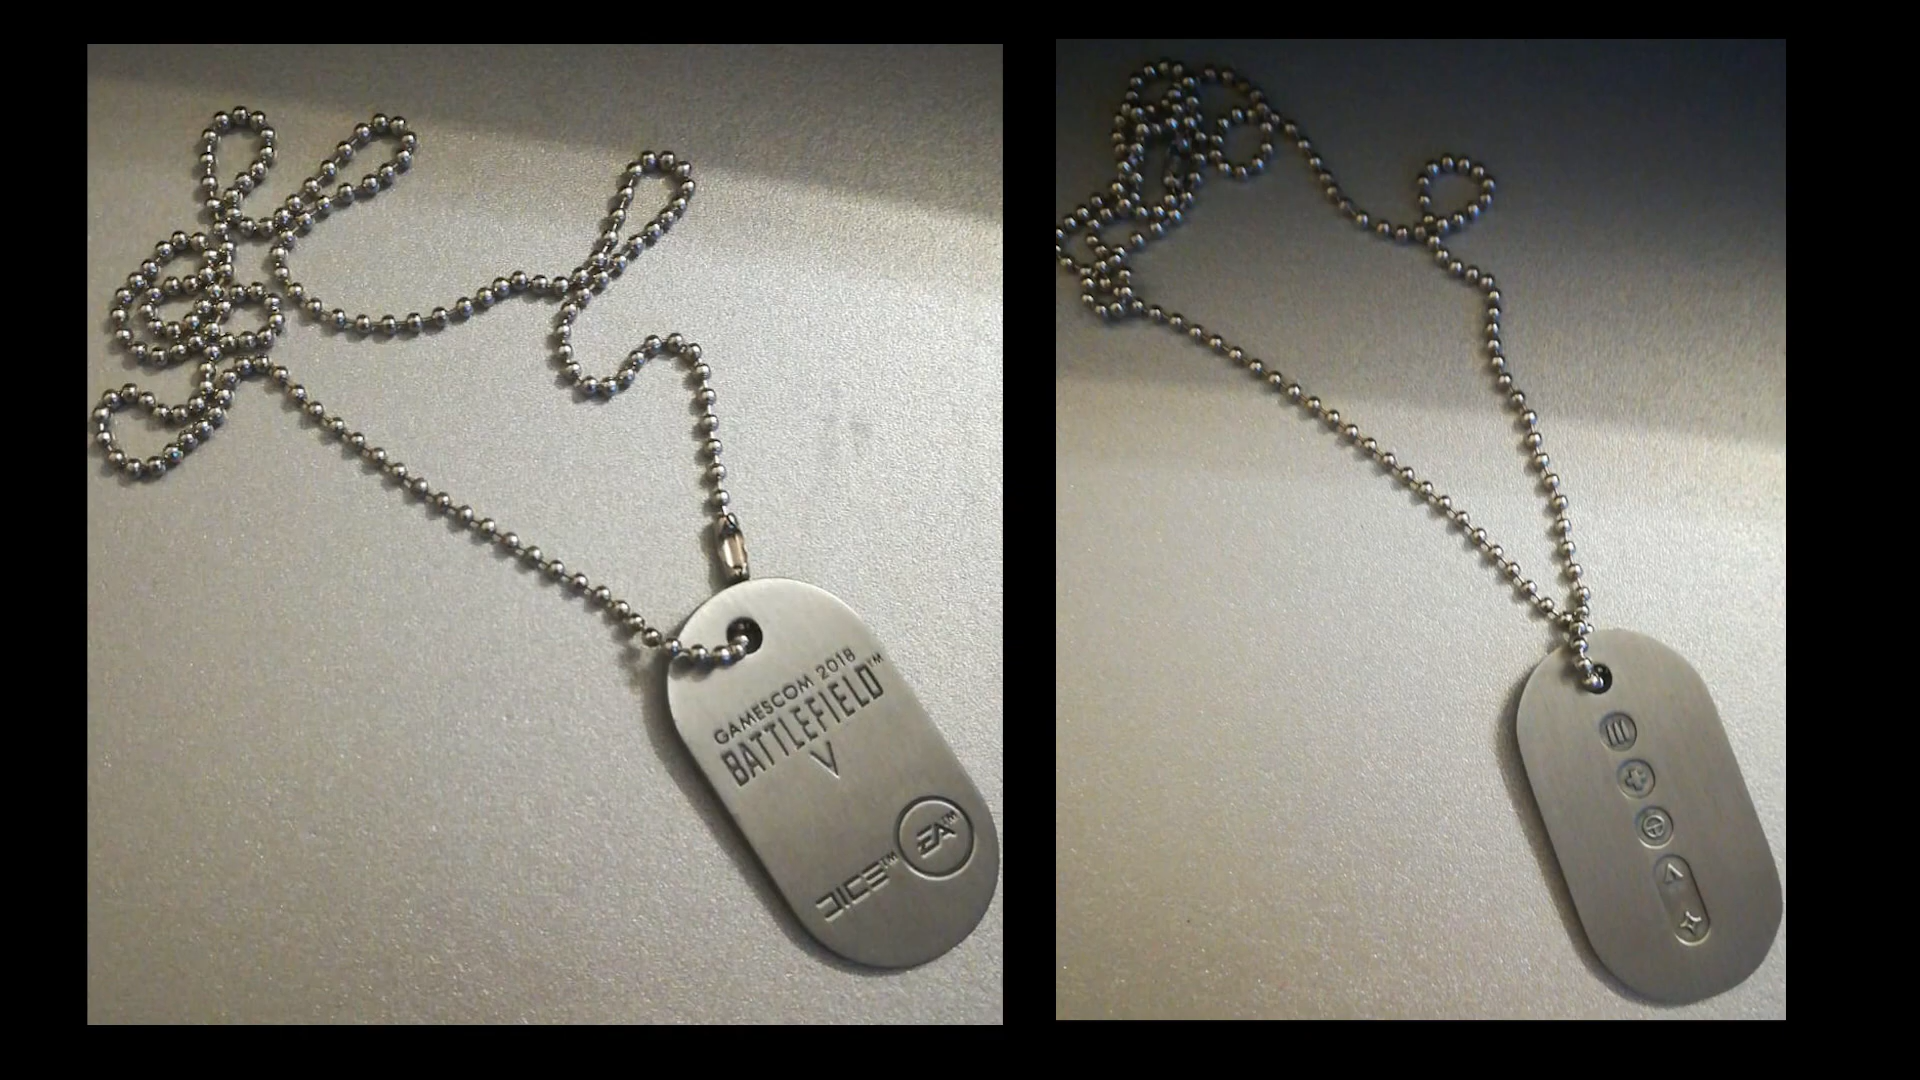 GAMESCOM 2018
BATTLEFIELD™
V
EA™
DICE™